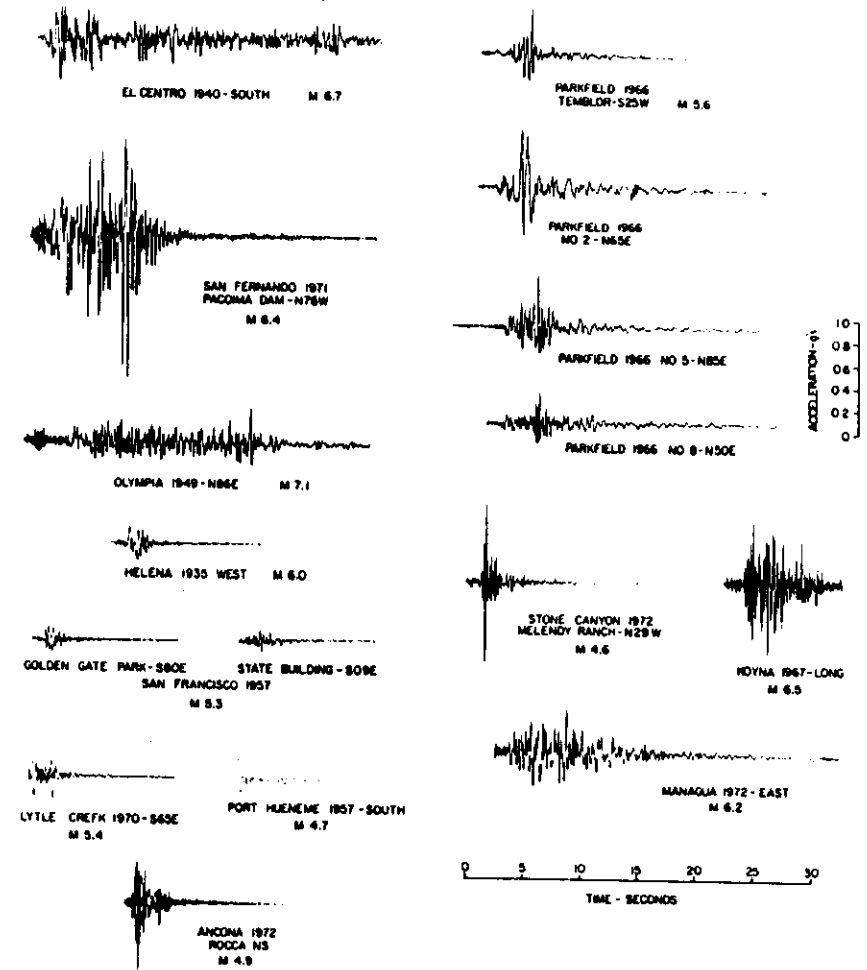 EL CENTRO 1940-SOUTH M 6.7
SAN FERNANDO 1971
PACOIMA DAM-N76W
M 6.4
OLYMPIA 1949-N86E M 7.1
HELENA 1935 WEST M 6.0
GOLDEN GATE PARK-S80E
STATE BUILDING-S09E
SAN FRANCISCO 1957
M 5.3
LYTLE CREEK 1970-S65E
M 5.4
PORT HUENEME 1957-SOUTH
M 4.7
ANCONA 1972
ROCCA NS
M 4.9
PARKFIELD 1966
TEMBLOR-S25W M 5.6
PARKFIELD 1966
NO 2-N65E
PARKFIELD 1966 NO 5-N85E
PARKFIELD 1966 NO 8-N50E
ACCELERATION-g's
1.0
0.8
0.6
0.4
0.2
0
STONE CANYON 1972
MELENDY RANCH-N29W
M 4.6
KOYNA 1967-LONG
M 6.5
MANAGUA 1972-EAST
M 6.2
0 5 10 15 20 25 30
TIME - SECONDS